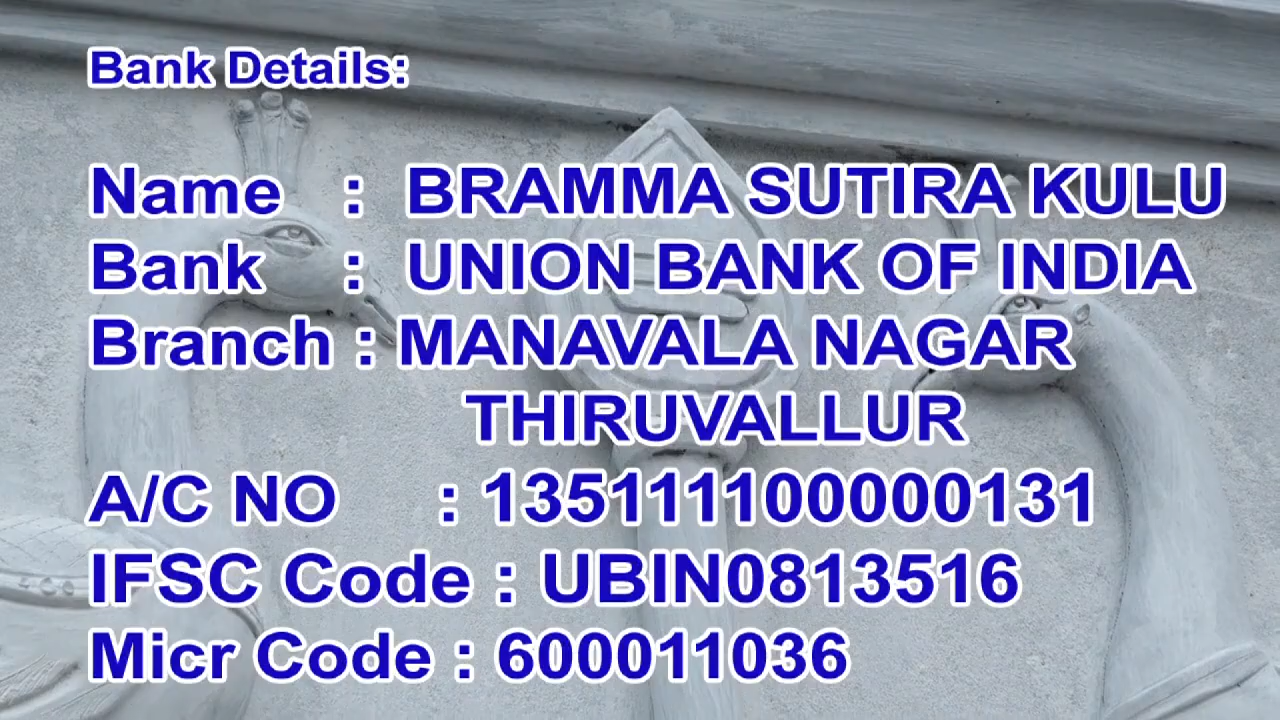 Bank Details:
Name : BRAMMA SUTIRA KULU
Bank : UNION BANK OF INDIA
Branch : MANAVALA NAGAR
THIRUVALLUR
A/C NO : 135111100000131
IFSC Code : UBIN0813516
Micr Code : 600011036